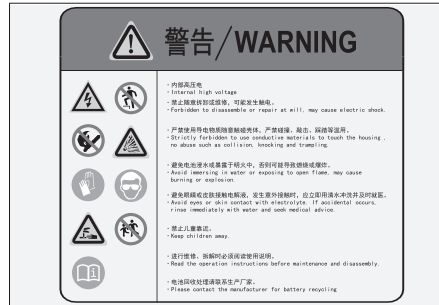 警告/WARNING
·内部高压电
·Internal high voltage
·禁止随意拆卸或维修，可能发生触电。
·Forbidden to disassemble or repair at will, may cause electric shock.
·严禁使用导电物质随意触碰壳体，严禁碰撞、敲击、踩踏等滥用。
·Strictly forbidden to use conductive materials to touch the housing ,
no abuse such as collision, knocking and trampling.
·避免电池浸水或暴露于明火中，否则可能导致燃烧或爆炸。
·Avoid immersing in water or exposing to open flame, may cause
burning or explosion.
·避免眼睛或皮肤接触电解液，发生意外接触时，应立即用清水冲洗并及时就医。
·Avoid eyes or skin contact with electrolyte. If accidental occurs,
rinse immediately with water and seek medical advice.
·禁止儿童靠近。
·Keep children away.
·进行维修、拆解时必须阅读使用说明。
·Read the operation instructions before maintenance and disassembly.
·电池回收处理请联系生产厂家。
·Please contact the manufacturer for battery recycling